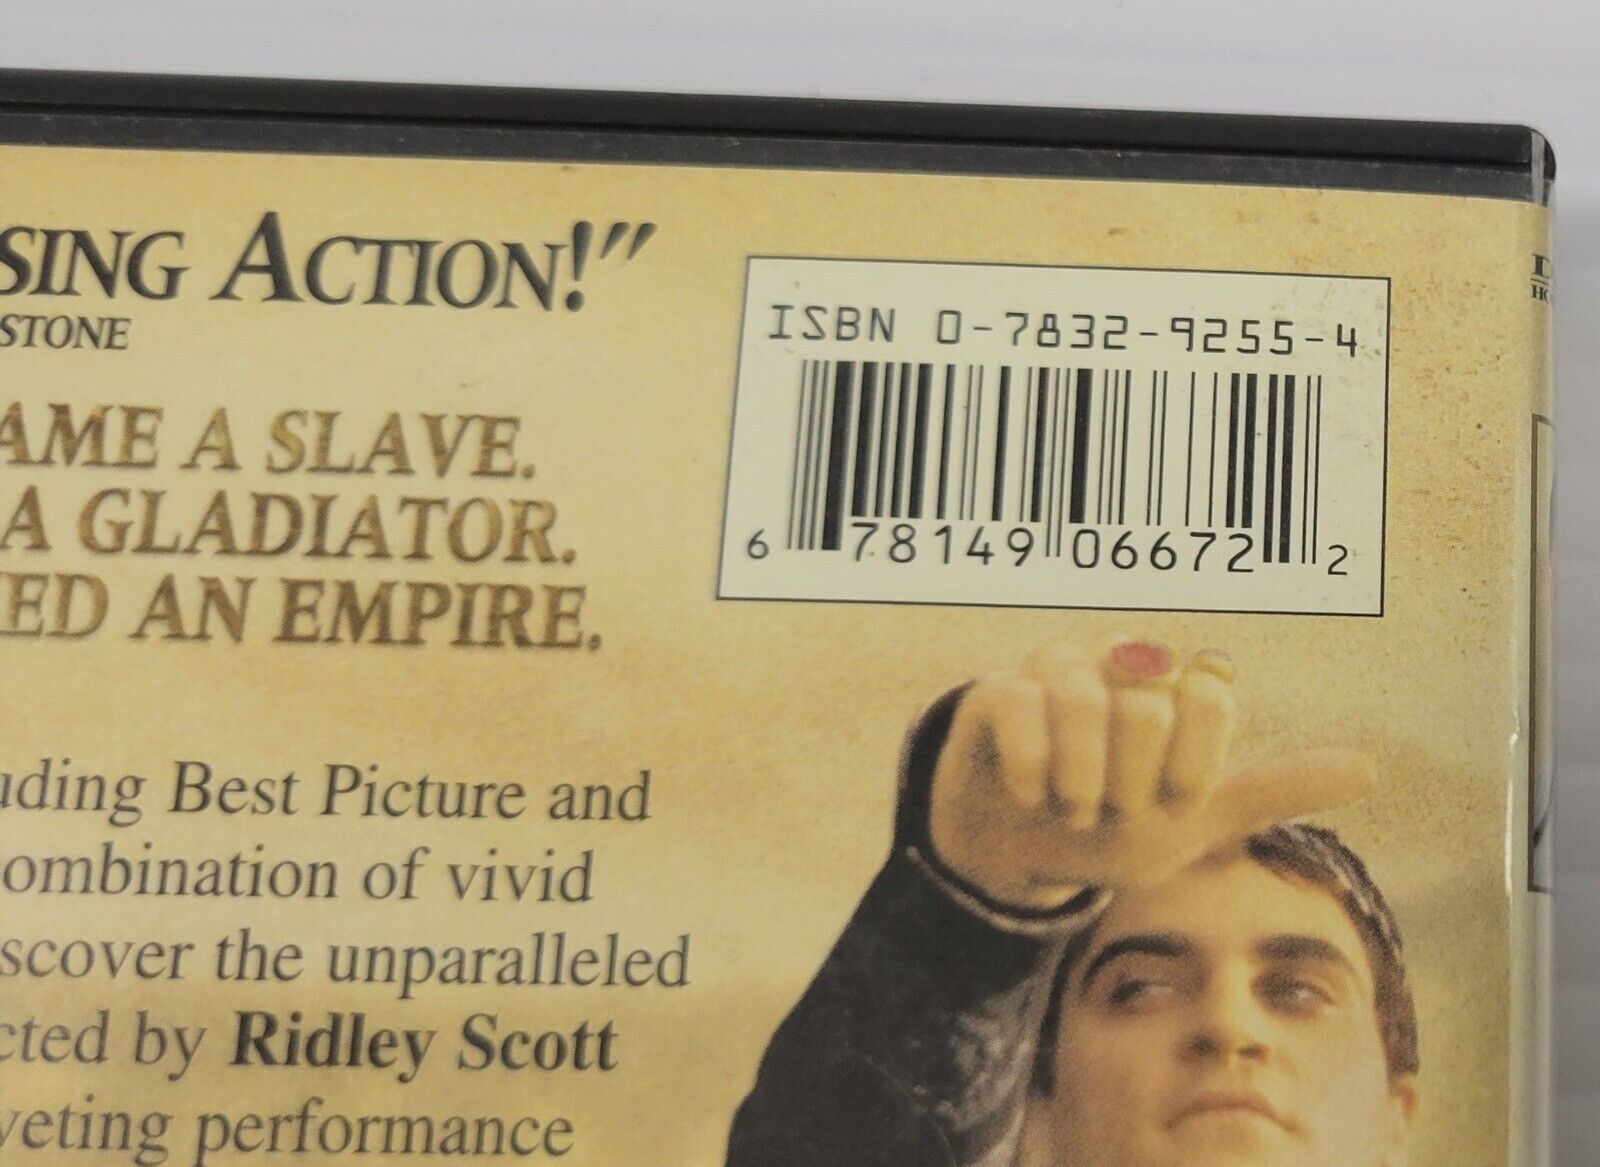 SING ACTION!"
STONE
ISBN 0-7832-9255-4
6 78149 06672 2
AME A SLAVE.
A GLADIATOR.
ED AN EMPIRE.
uding Best Picture and
ombination of vivid
scover the unparalleled
cted by Ridley Scott
veting performance